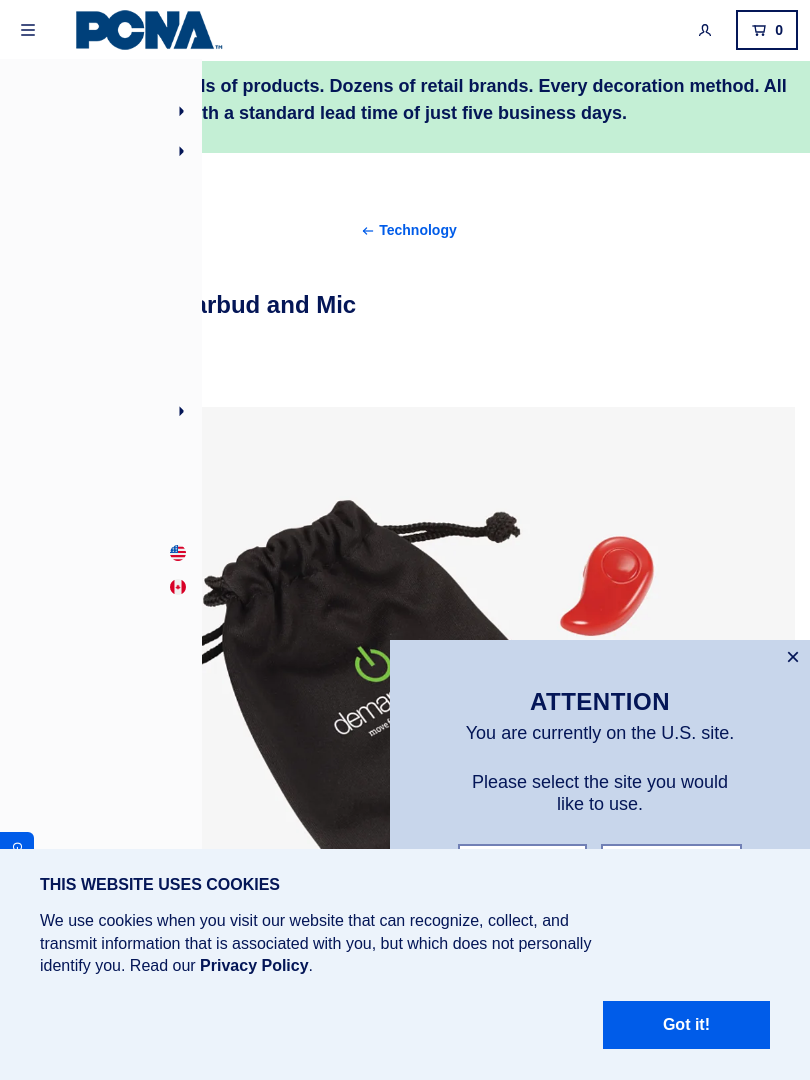 PCNA
0
ls of products. Dozens of retail brands. Every decoration method. All
th a standard lead time of just five business days.
Technology
arbud and Mic
ATTENTION
You are currently on the U.S. site.
Please select the site you would
like to use.
THIS WEBSITE USES COOKIES
We use cookies when you visit our website that can recognize, collect, and
transmit information that is associated with you, but which does not personally
identify you. Read our Privacy Policy.
Got it!